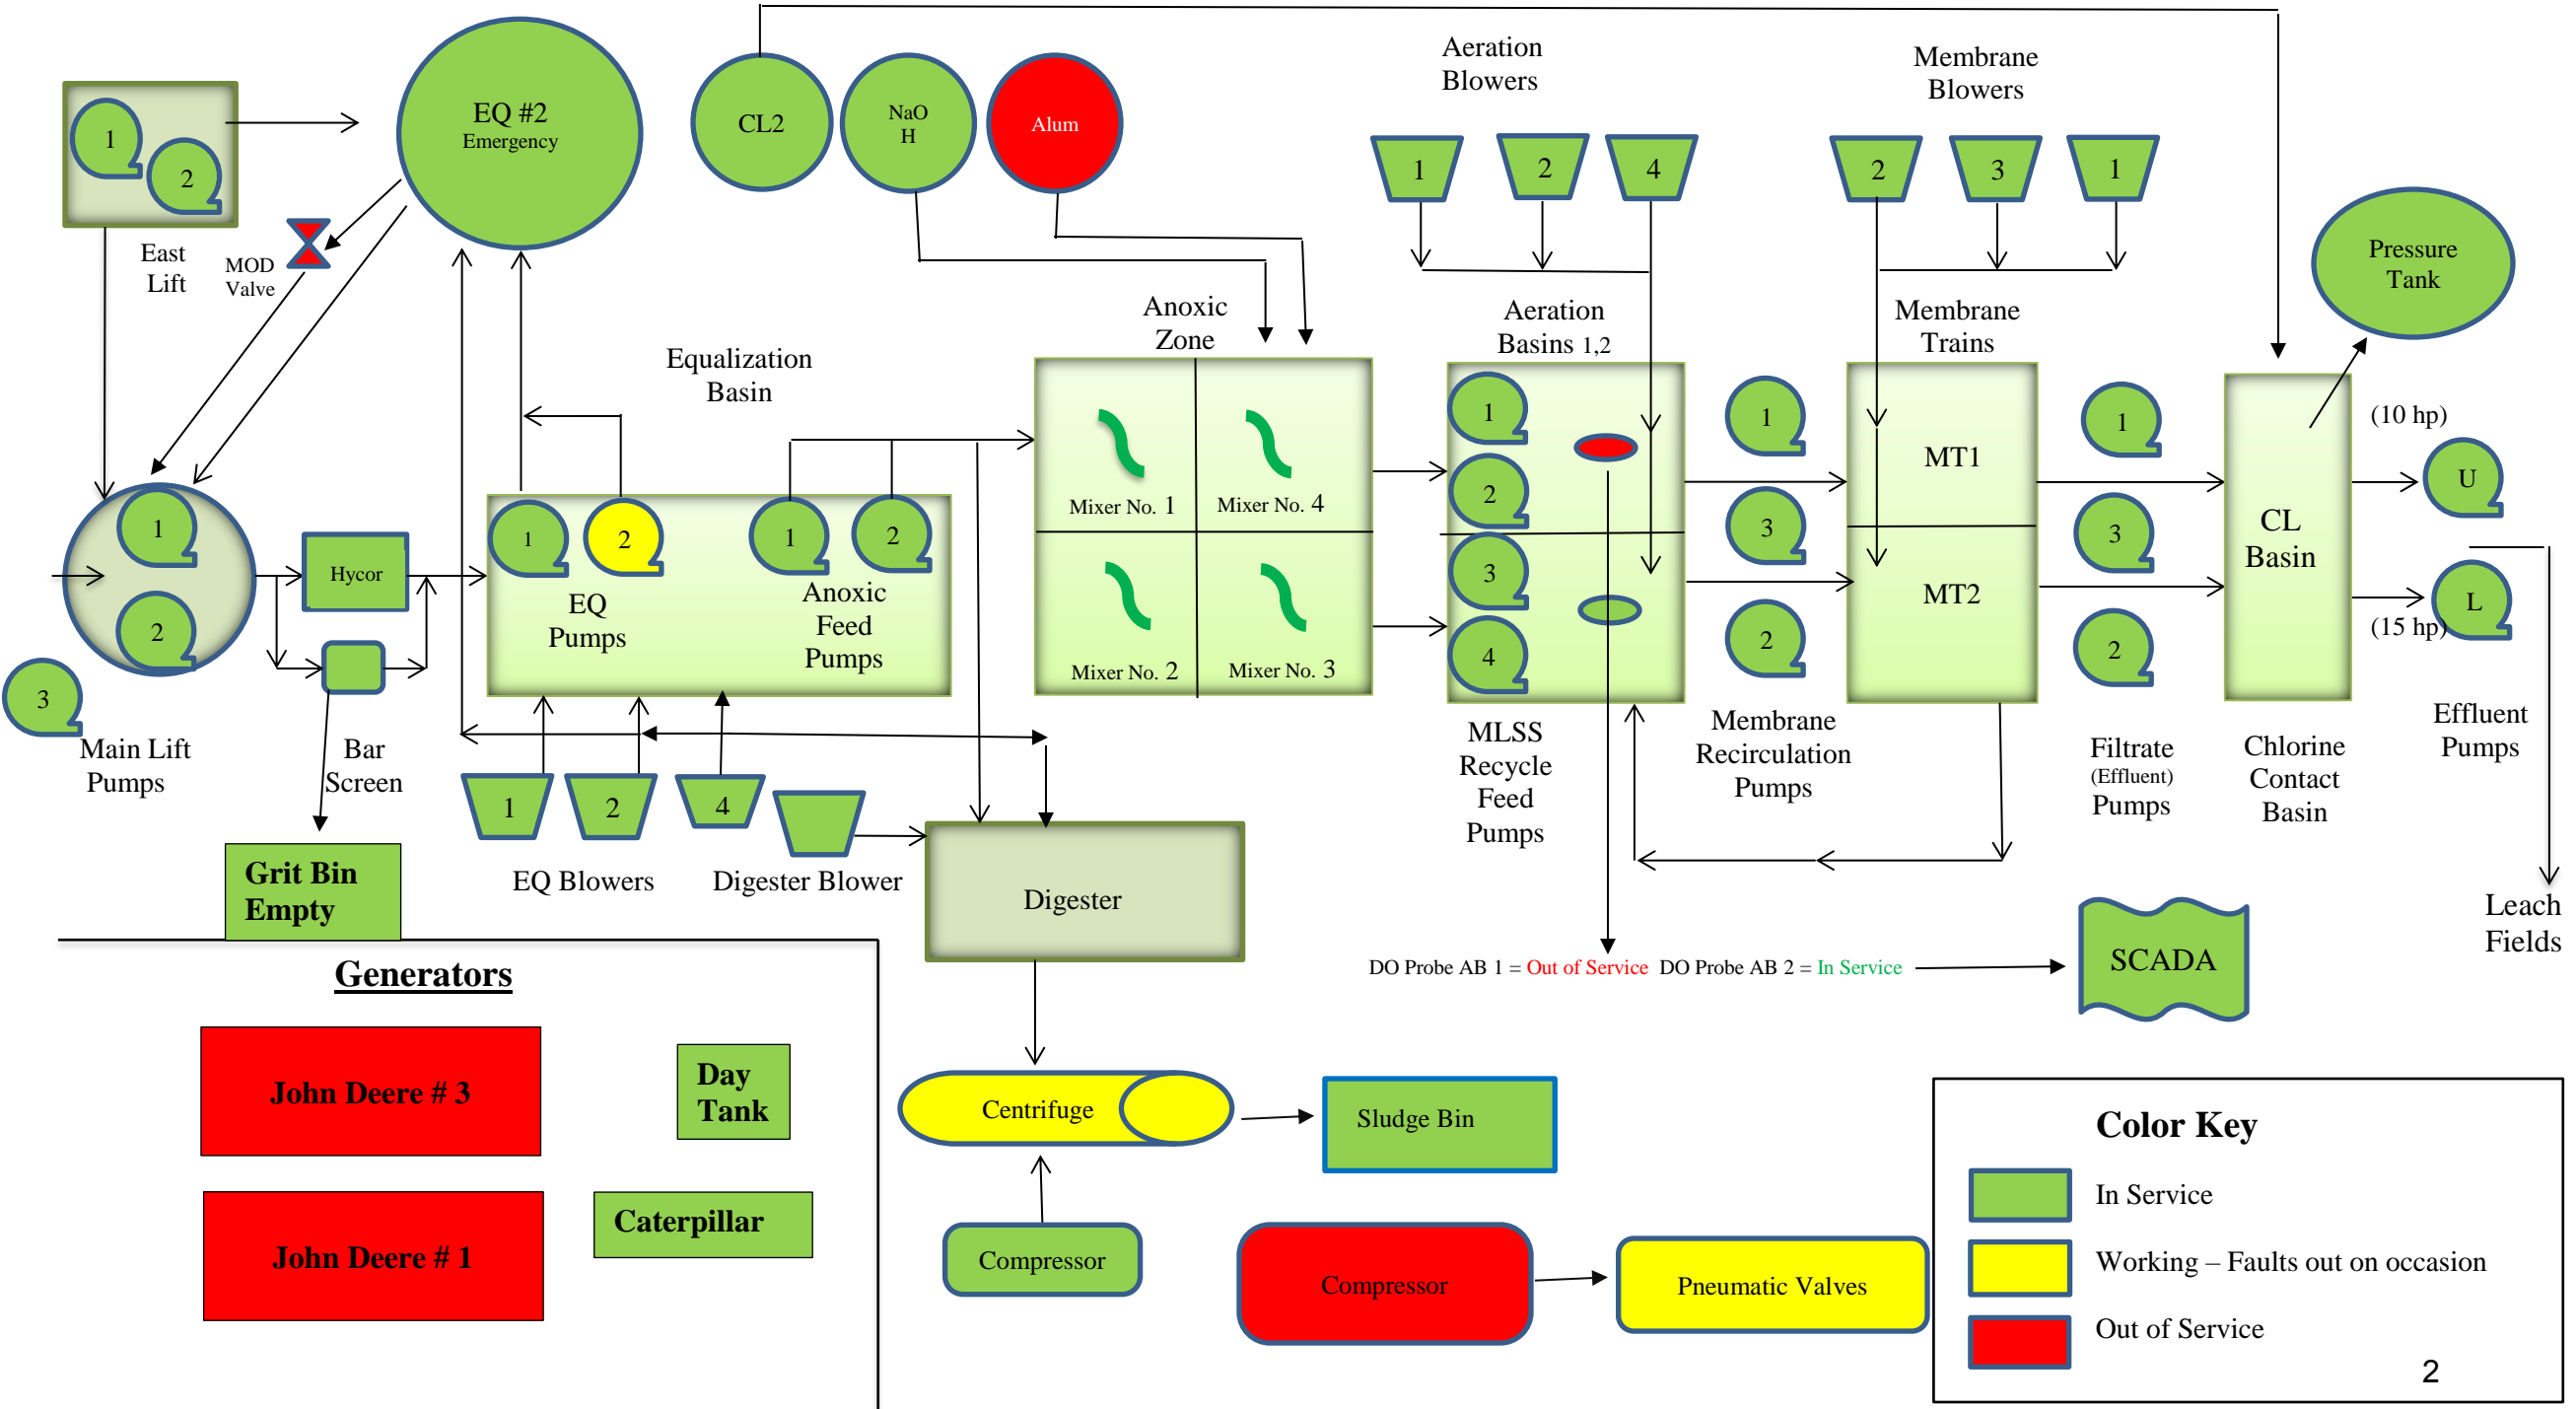 Aeration
Blowers
Membrane
Blowers
EQ #2
Emergency
CL2
NaO
H
Alum
1
2
1
2
4
2
3
1
East
Lift
MOD
Valve
Pressure
Tank
Anoxic
Zone
Aeration
Basins 1,2
Membrane
Trains
Equalization
Basin
1
2
3
Main Lift
Pumps
Hycor
Bar
Screen
1
2
EQ
Pumps
1
2
Anoxic
Feed
Pumps
Mixer No. 1
Mixer No. 4
Mixer No. 2
Mixer No. 3
1
2
3
4
MLSS
Recycle
Feed
Pumps
1
3
2
Membrane
Recirculation
Pumps
MT1
MT2
1
3
2
Filtrate
(Effluent)
Pumps
CL
Basin
Chlorine
Contact
Basin
(10 hp)
U
L
(15 hp)
Effluent
Pumps
Leach
Fields
1
2
4
EQ Blowers
Digester Blower
Grit Bin
Empty
Digester
DO Probe AB 1 = Out of Service DO Probe AB 2 = In Service
SCADA
Generators
John Deere # 3
Day
Tank
John Deere # 1
Caterpillar
Centrifuge
Sludge Bin
Compressor
Compressor
Pneumatic Valves
Color Key
In Service
Working – Faults out on occasion
Out of Service
2